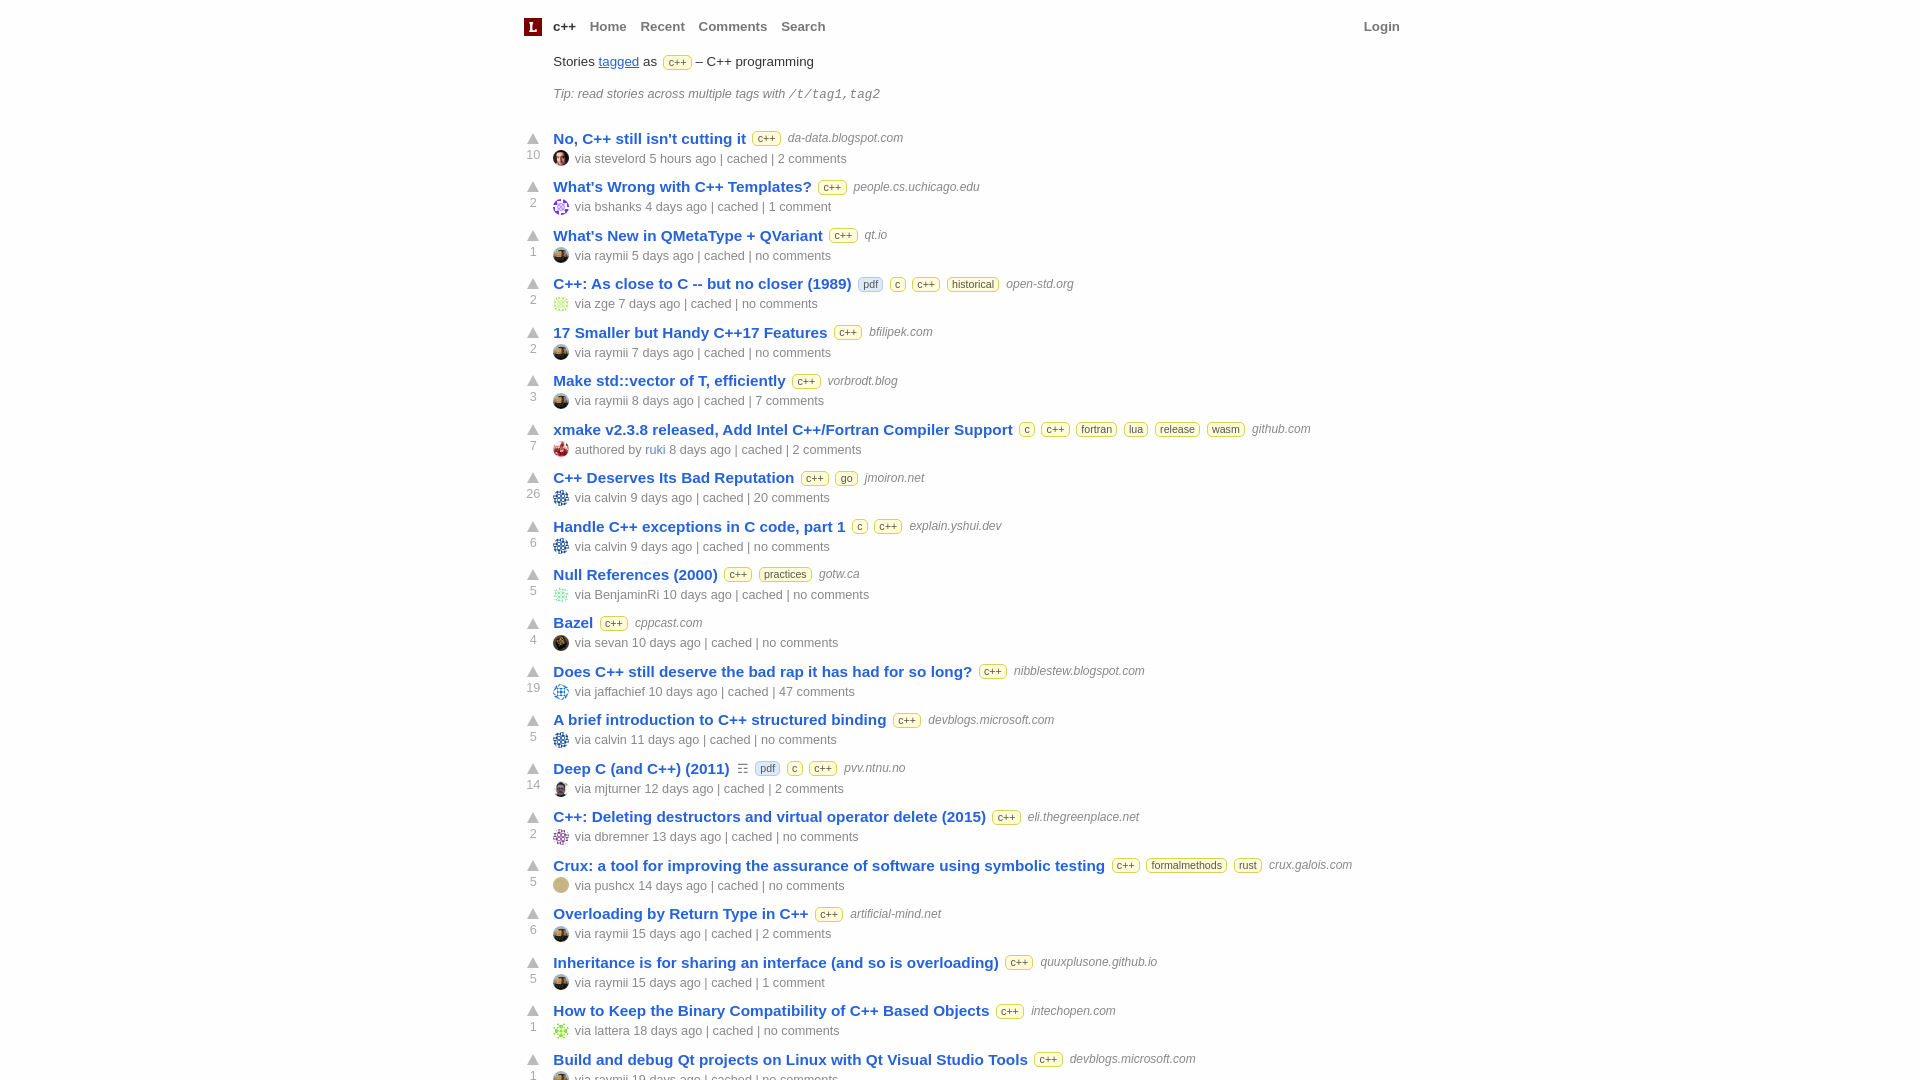 L c++ Home Recent Comments Search Login
Stories tagged as c++ – C++ programming
Tip: read stories across multiple tags with /t/tag1,tag2
No, C++ still isn't cutting it c++ da-data.blogspot.com
10 via stevelord 5 hours ago | cached | 2 comments
What's Wrong with C++ Templates? c++ people.cs.uchicago.edu
2 via bshanks 4 days ago | cached | 1 comment
What's New in QMetaType + QVariant c++ qt.io
1 via raymii 5 days ago | cached | no comments
C++: As close to C -- but no closer (1989) pdf c c++ historical open-std.org
2 via zge 7 days ago | cached | no comments
17 Smaller but Handy C++17 Features c++ bfilipek.com
2 via raymii 7 days ago | cached | no comments
Make std::vector of T, efficiently c++ vorbrodt.blog
3 via raymii 8 days ago | cached | 7 comments
xmake v2.3.8 released, Add Intel C++/Fortran Compiler Support c c++ fortran lua release wasm github.com
7 authored by ruki 8 days ago | cached | 2 comments
C++ Deserves Its Bad Reputation c++ go jmoiron.net
26 via calvin 9 days ago | cached | 20 comments
Handle C++ exceptions in C code, part 1 c c++ explain.yshui.dev
6 via calvin 9 days ago | cached | no comments
Null References (2000) c++ practices gotw.ca
5 via BenjaminRi 10 days ago | cached | no comments
Bazel c++ cppcast.com
4 via sevan 10 days ago | cached | no comments
Does C++ still deserve the bad rap it has had for so long? c++ nibblestew.blogspot.com
19 via jaffachief 10 days ago | cached | 47 comments
A brief introduction to C++ structured binding c++ devblogs.microsoft.com
5 via calvin 11 days ago | cached | no comments
Deep C (and C++) (2011) ☶ pdf c c++ pvv.ntnu.no
14 via mjturner 12 days ago | cached | 2 comments
C++: Deleting destructors and virtual operator delete (2015) c++ eli.thegreenplace.net
2 via dbremner 13 days ago | cached | no comments
Crux: a tool for improving the assurance of software using symbolic testing c++ formalmethods rust crux.galois.com
5 via pushcx 14 days ago | cached | no comments
Overloading by Return Type in C++ c++ artificial-mind.net
6 via raymii 15 days ago | cached | 2 comments
Inheritance is for sharing an interface (and so is overloading) c++ quuxplusone.github.io
5 via raymii 15 days ago | cached | 1 comment
How to Keep the Binary Compatibility of C++ Based Objects c++ intechopen.com
1 via lattera 18 days ago | cached | no comments
Build and debug Qt projects on Linux with Qt Visual Studio Tools c++ devblogs.microsoft.com
1 via raymii 19 days ago | cached | no comments